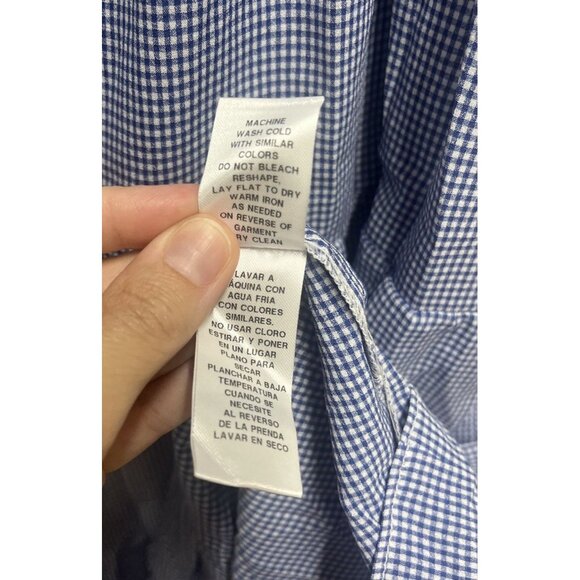 MACHINE
WASH COLD
WITH SIMILAR
COLORS
DO NOT BLEACH
RESHAPE.
LAY FLAT TO DRY
WARM IRON
AS NEEDED
ON REVERSE OF
GARMENT
RY CLEAN
LAVAR A
QUINA CON
AGUA FRIA
CON COLORES
SIMILARES.
NO USAR CLORO
ESTIRAR Y PONER
EN UN LUGAR
PLANO PARA
SECAR
PLANCHAR A BAJA
TEMPERATURA
CUANDO SE
NECESITE
AL REVERSO
DE LA PRENDA
LAVAR EN SECO